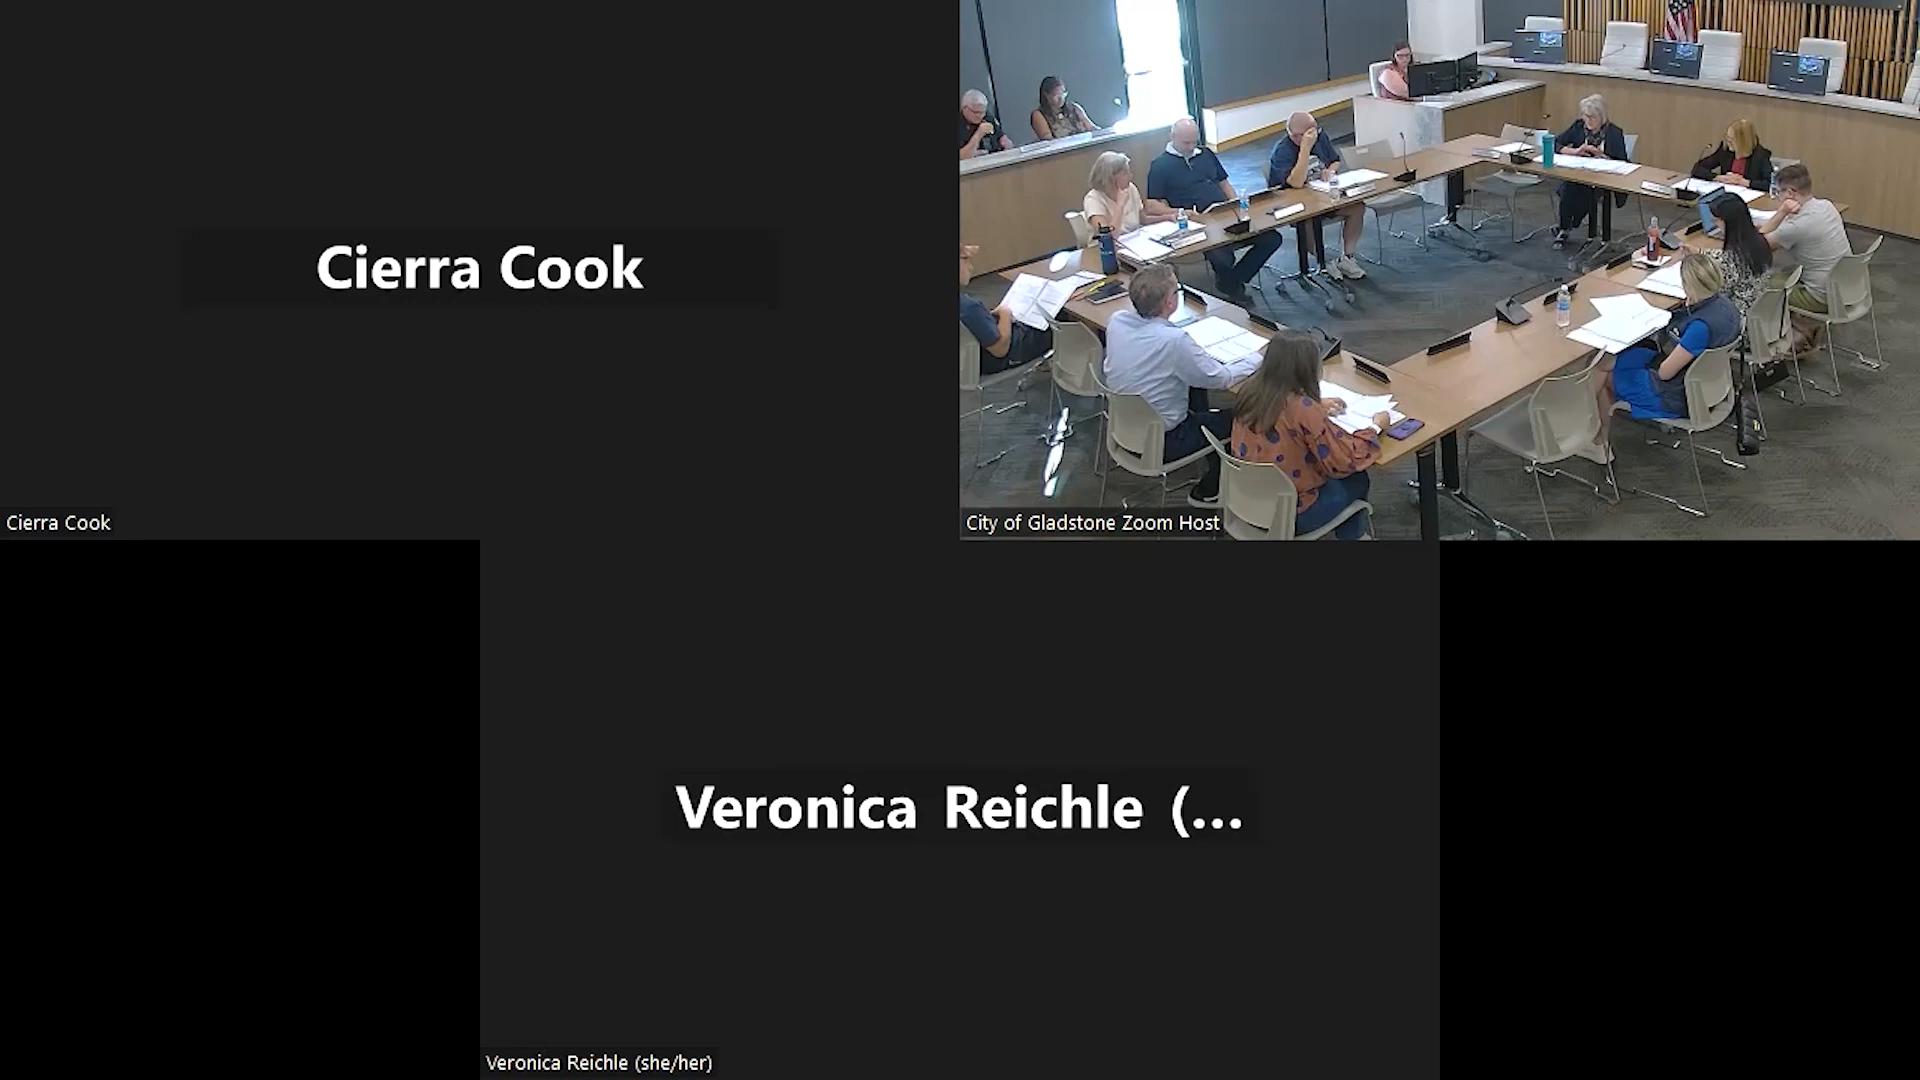 Cierra Cook
Cierra Cook
City of Gladstone Zoom Host
Veronica Reichle (...
Veronica Reichle (she/her)